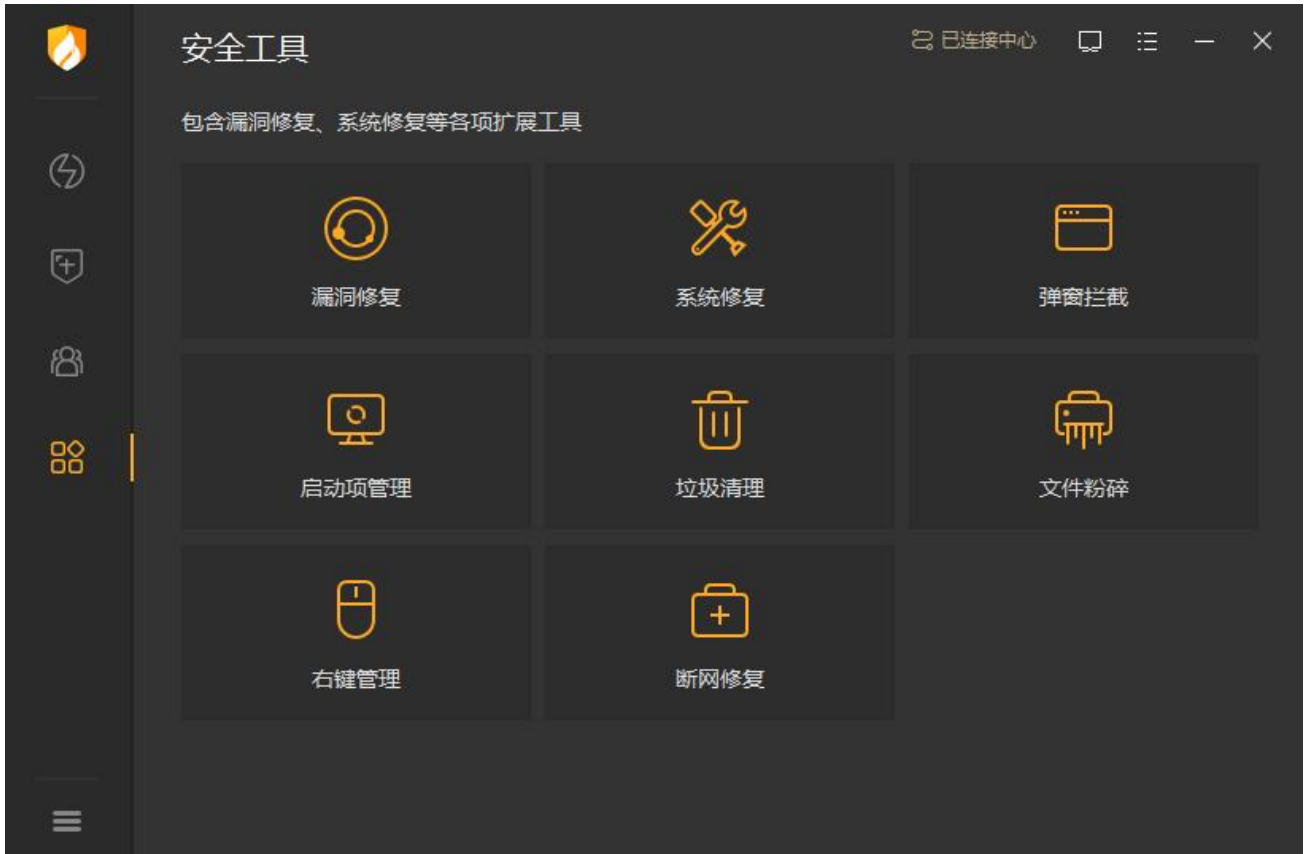 安全工具
已连接中心
包含漏洞修复、系统修复等各项扩展工具
漏洞修复
系统修复
弹窗拦截
启动项管理
垃圾清理
文件粉碎
右键管理
断网修复